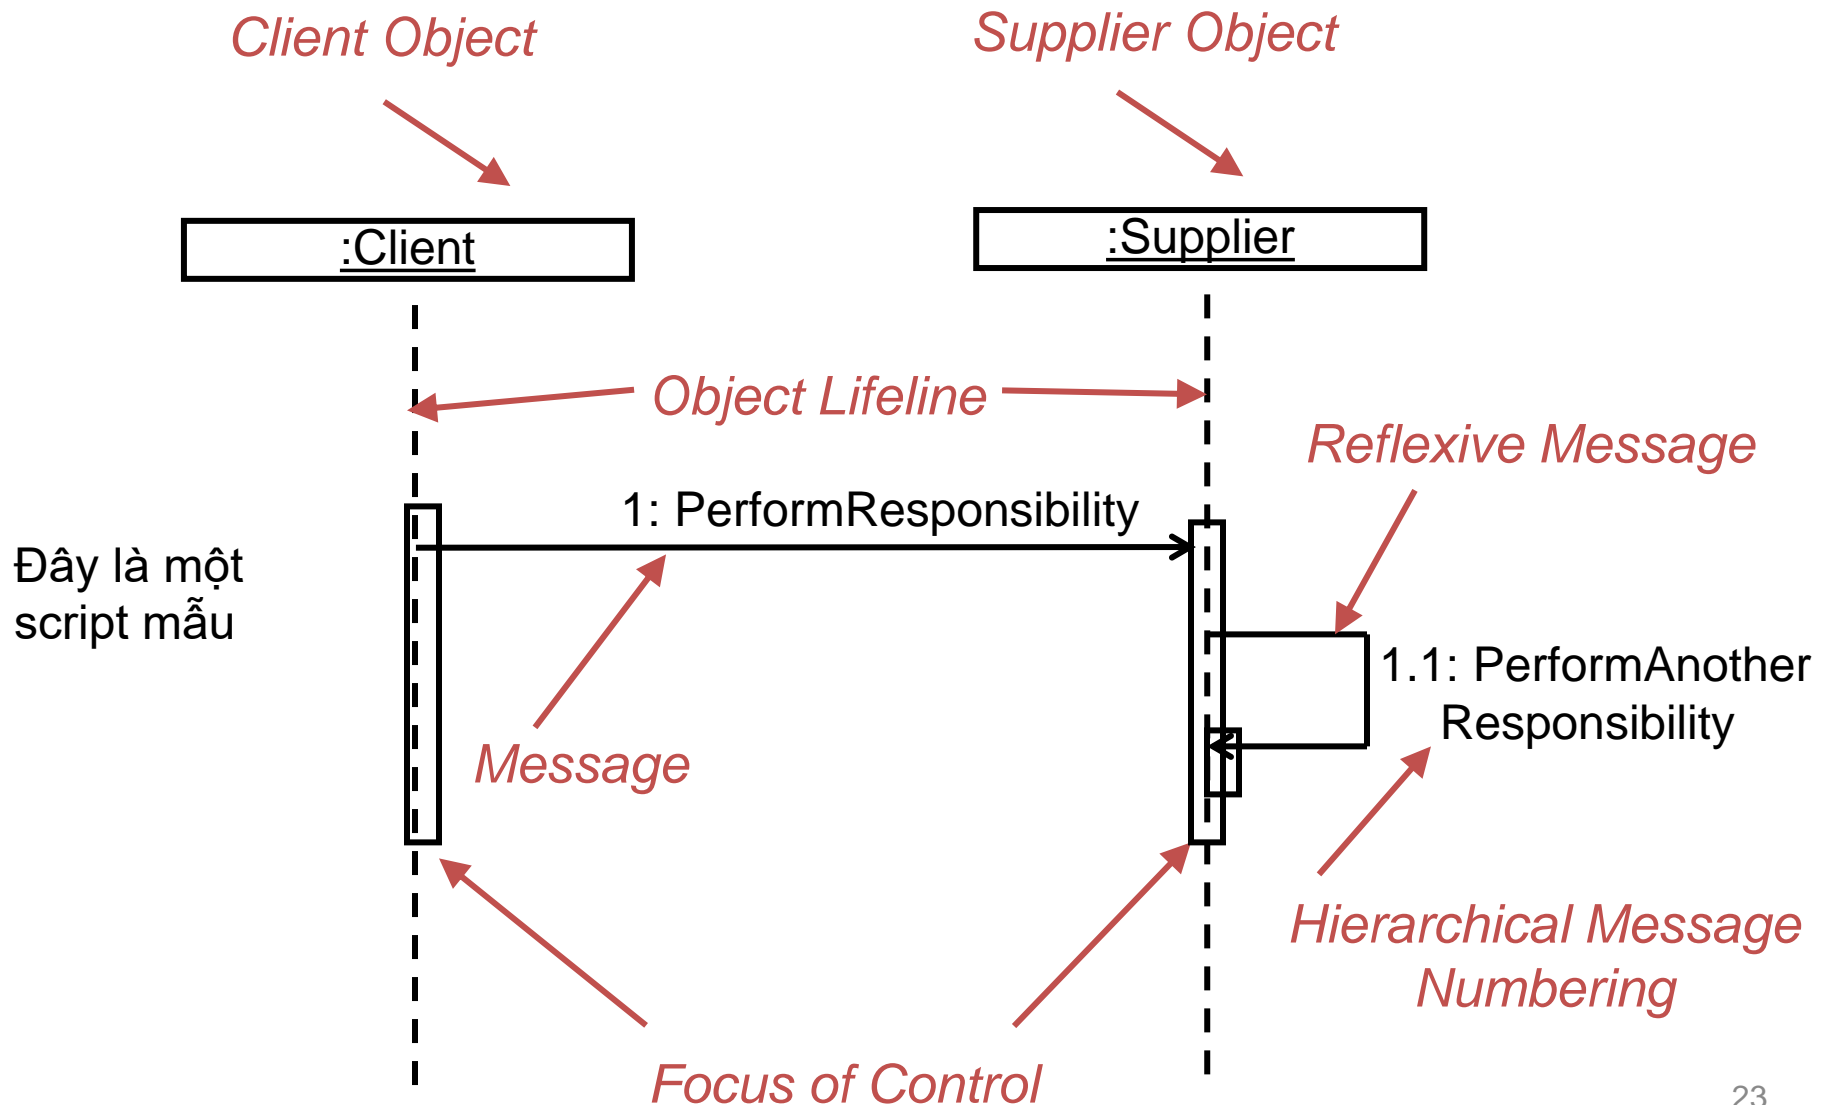 Client Object
Supplier Object
:Client
:Supplier
Object Lifeline
Reflexive Message
1: PerformResponsibility
Đây là một
script mẫu
1.1: PerformAnother
Responsibility
Message
Hierarchical Message
Numbering
Focus of Control
23